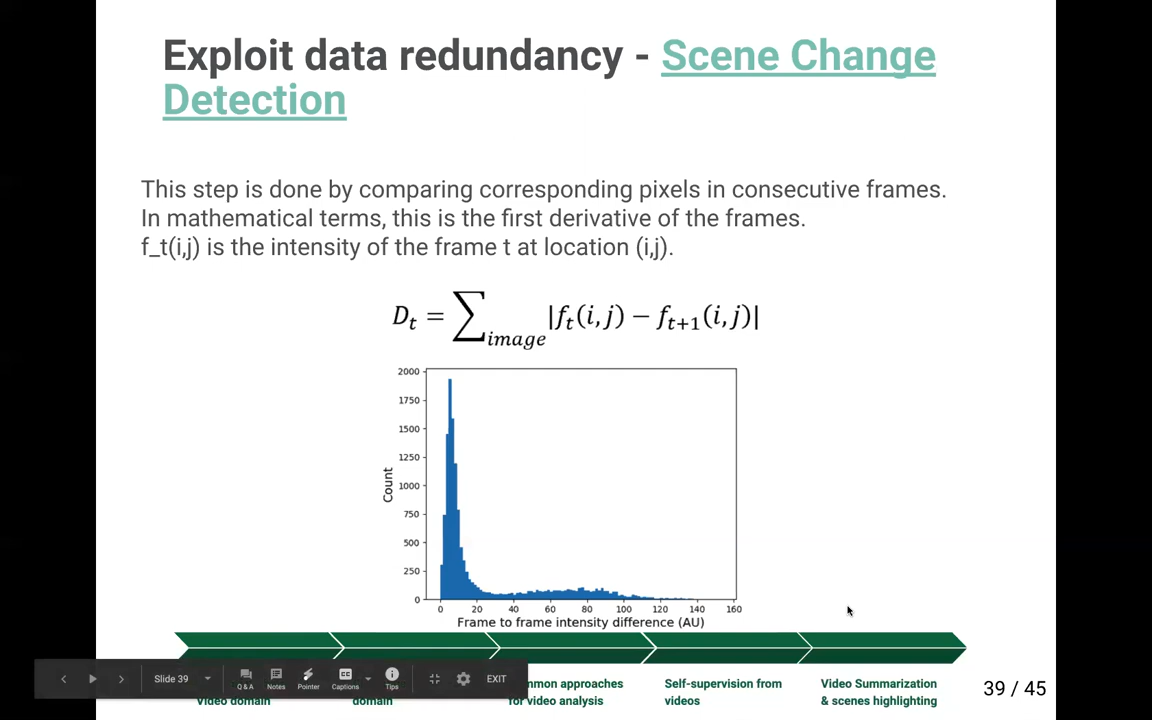 Exploit data redundancy - Scene Change
Detection
This step is done by comparing corresponding pixels in consecutive frames.
In mathematical terms, this is the first derivative of the frames.
f_t(i,j) is the intensity of the frame t at location (i,j).
D_t = ∑_image |f_t(i, j) − f_{t+1}(i, j)|
2000
1750
1500
1250
1000
750
500
250
0
Count
0 20 40 60 80 100 120 140 160
Frame to frame intensity difference (AU)
Slide 39
Q & A
Notes
Pointer
Captions
Tips
EXIT
Video domain
domain
approaches
for video analysis
Self-supervision from
videos
Video Summarization
& scenes highlighting
39 / 45